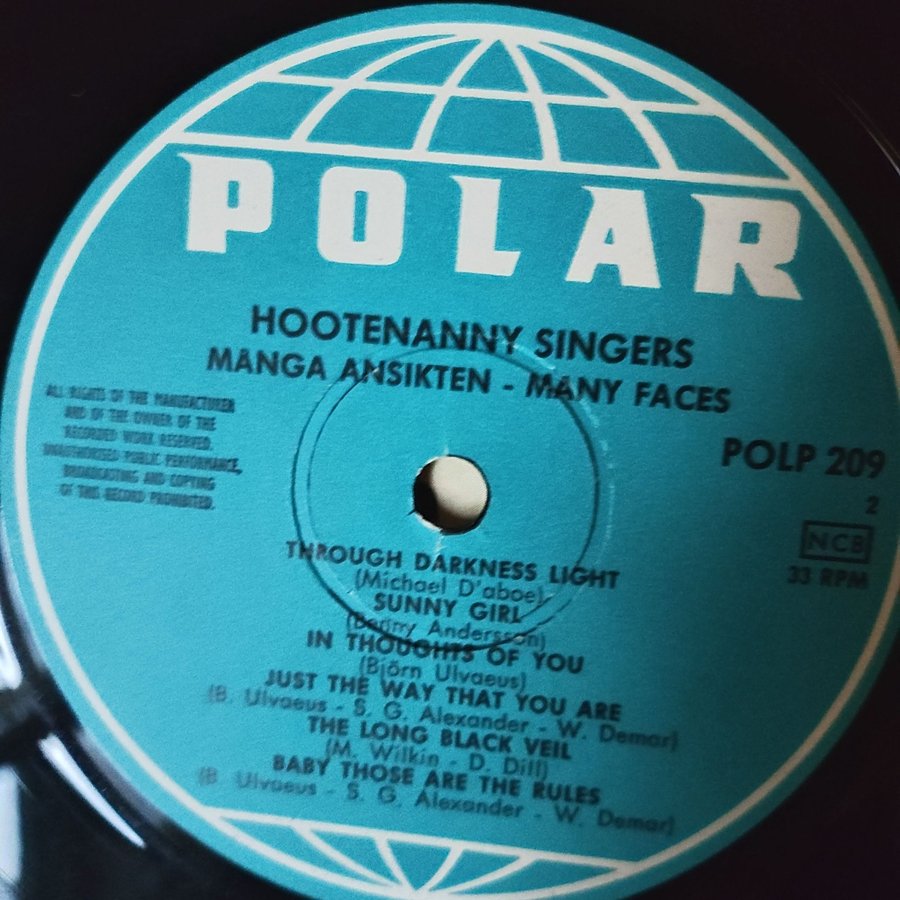 POLAR
HOOTENANNY SINGERS
MANGA ANSIKTEN - MANY FACES
ALL RIGHTS OF THE MANUFACTURER
AND OF THE OWNER OF THE
RECORDED WORK RESERVED.
UNAUTHORISED PUBLIC PERFORMANCE,
BROADCASTING AND COPYING
OF THIS RECORD PROHIBITED.
POLP 209
2
NCB
33 RPM
THROUGH DARKNESS LIGHT
(Michael D'aboe)
SUNNY GIRL
(Benny Andersson)
IN THOUGHTS OF YOU
(Björn Ulvaeus)
JUST THE WAY THAT YOU ARE
(B. Ulvaeus - S. G. Alexander - W. Demar)
THE LONG BLACK VEIL
(M. Wilkin - D. Dill)
BABY THOSE ARE THE RULES
(B. Ulvaeus - S. G. Alexander - W. Demar)